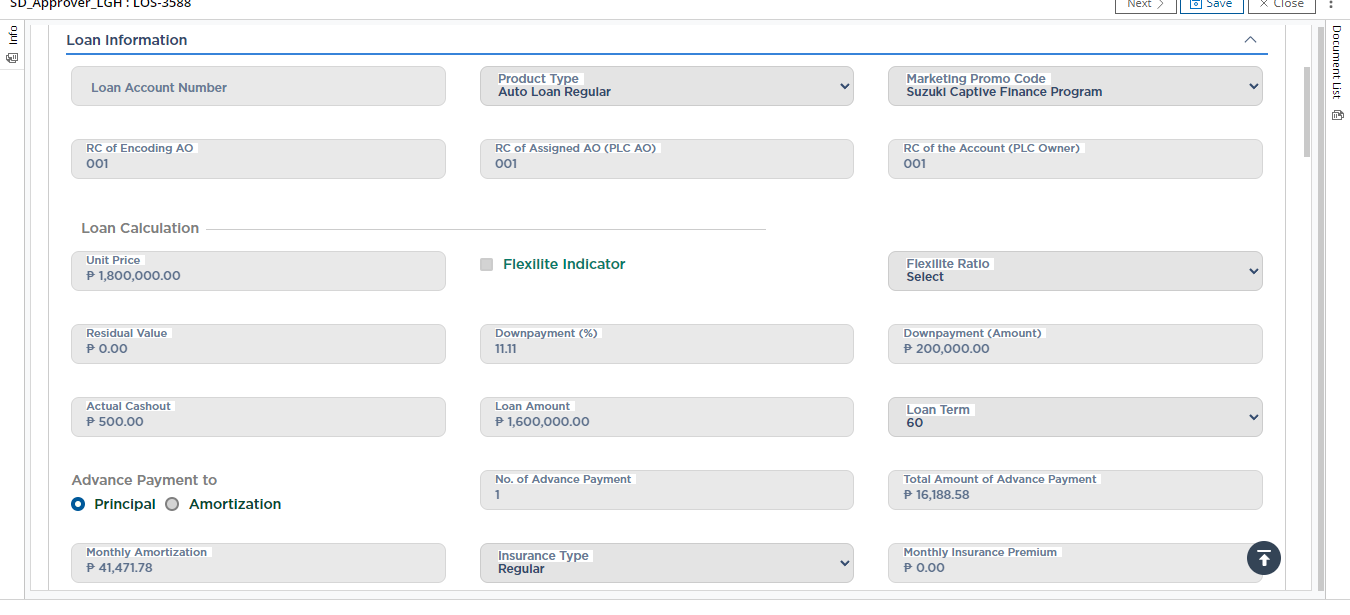 SD_Approver_LGH : LOS-3588
Next
Save
Close
Info
Document List
Loan Information
Loan Account Number
Product Type
Auto Loan Regular
Marketing Promo Code
Suzuki Captive Finance Program
RC of Encoding AO
001
RC of Assigned AO (PLC AO)
001
RC of the Account (PLC Owner)
001
Loan Calculation
Unit Price
₱ 1,800,000.00
Flexilite Indicator
Flexilite Ratio
Select
Residual Value
₱ 0.00
Downpayment (%)
11.11
Downpayment (Amount)
₱ 200,000.00
Actual Cashout
₱ 500.00
Loan Amount
₱ 1,600,000.00
Loan Term
60
Advance Payment to
Principal
Amortization
No. of Advance Payment
1
Total Amount of Advance Payment
₱ 16,188.58
Monthly Amortization
₱ 41,471.78
Insurance Type
Regular
Monthly Insurance Premium
₱ 0.00